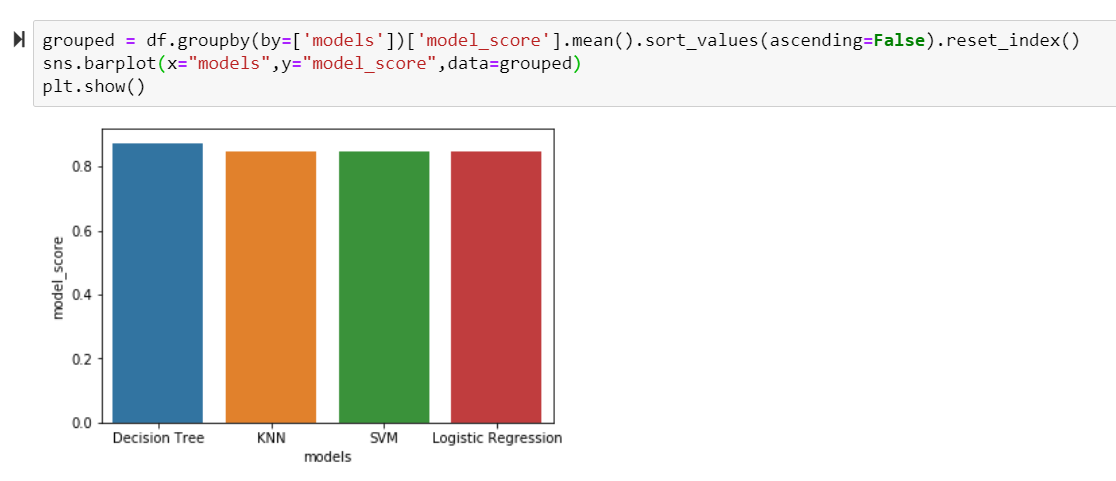 grouped = df.groupby(by=['models'])['model_score'].mean().sort_values(ascending=False).reset_index()
sns.barplot(x="models",y="model_score",data=grouped)
plt.show()
0.8
0.6
0.4
0.2
0.0
model_score
Decision Tree
KNN
SVM
Logistic Regression
models